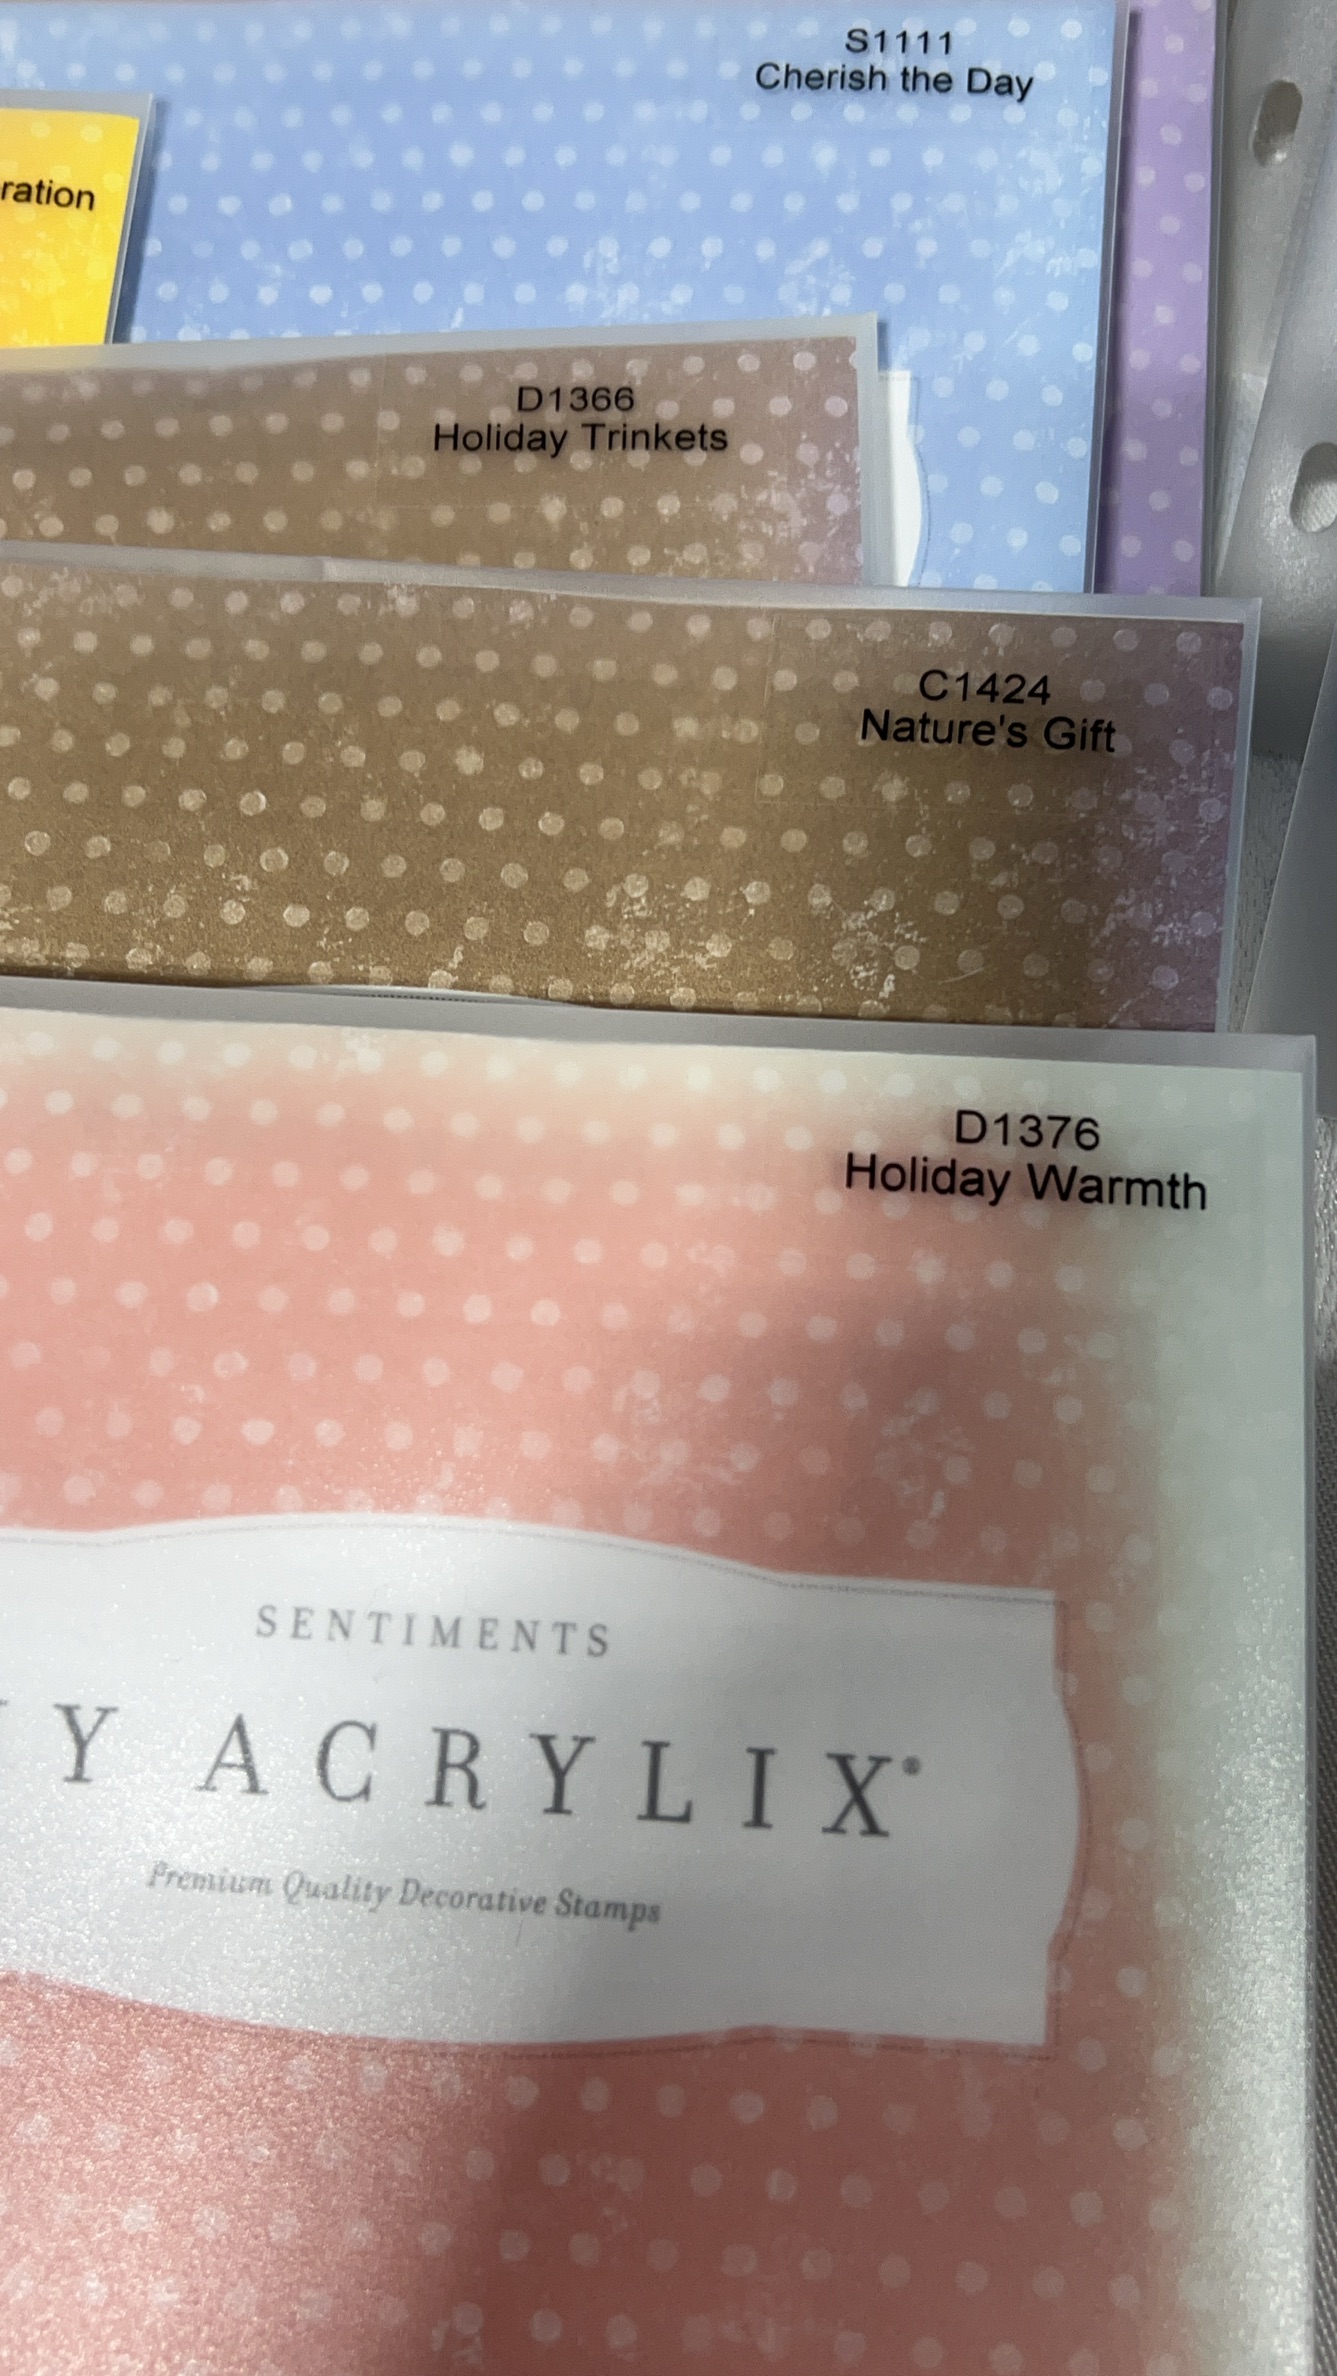 S1111
Cherish the Day
ration
D1366
Holiday Trinkets
C1424
Nature's Gift
D1376
Holiday Warmth
SENTIMENTS
Y ACRYLIX®
Premium Quality Decorative Stamps